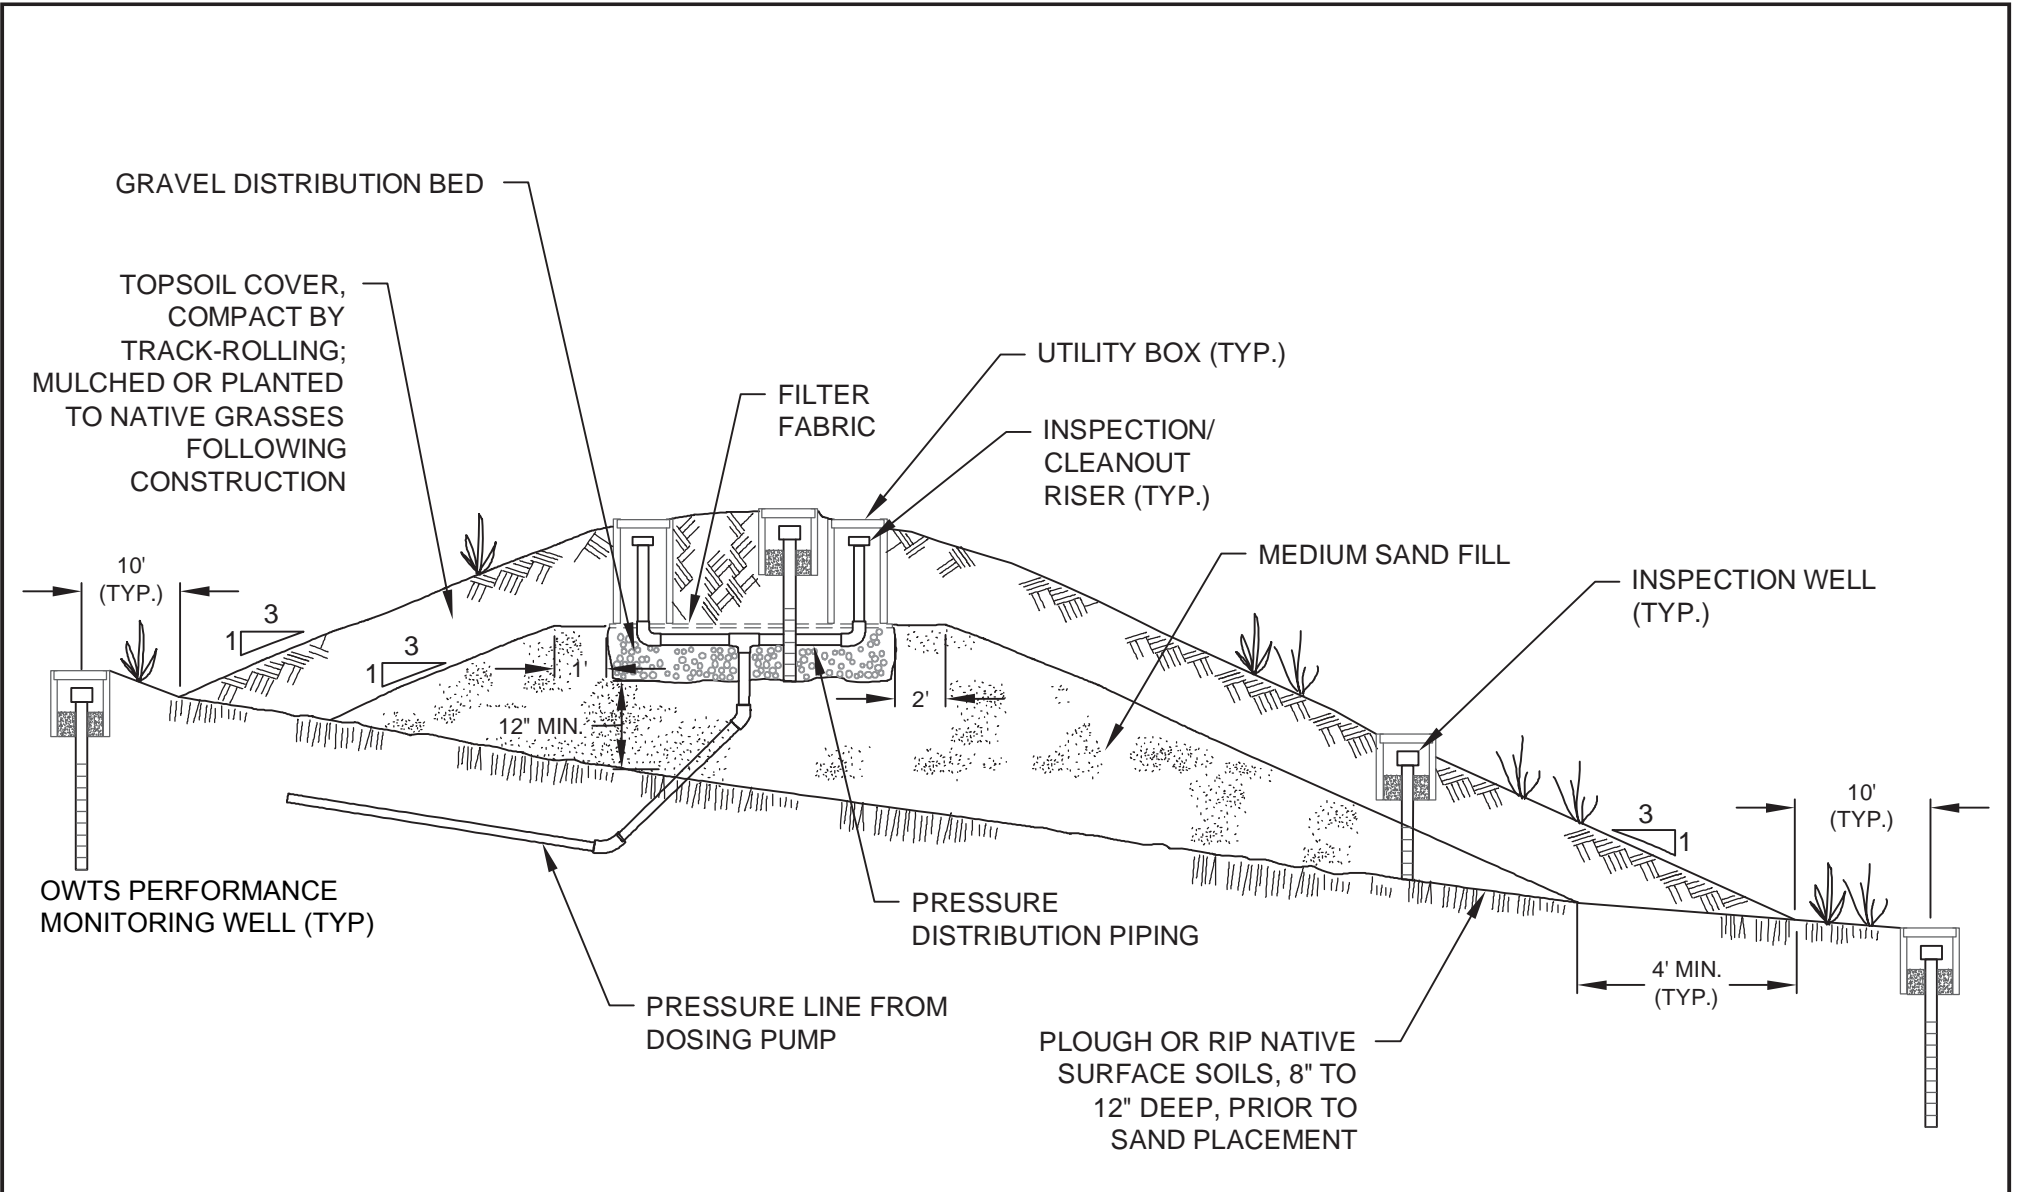 GRAVEL DISTRIBUTION BED
TOPSOIL COVER,
COMPACT BY
TRACK-ROLLING;
MULCHED OR PLANTED
TO NATIVE GRASSES
FOLLOWING
CONSTRUCTION
FILTER
FABRIC
UTILITY BOX (TYP.)
INSPECTION/
CLEANOUT
RISER (TYP.)
MEDIUM SAND FILL
INSPECTION WELL
(TYP.)
10'
(TYP.)
3
1
3
1
1'
2'
12" MIN.
3
1
10'
(TYP.)
OWTS PERFORMANCE
MONITORING WELL (TYP)
PRESSURE
DISTRIBUTION PIPING
4' MIN.
(TYP.)
PRESSURE LINE FROM
DOSING PUMP
PLOUGH OR RIP NATIVE
SURFACE SOILS, 8" TO
12" DEEP, PRIOR TO
SAND PLACEMENT